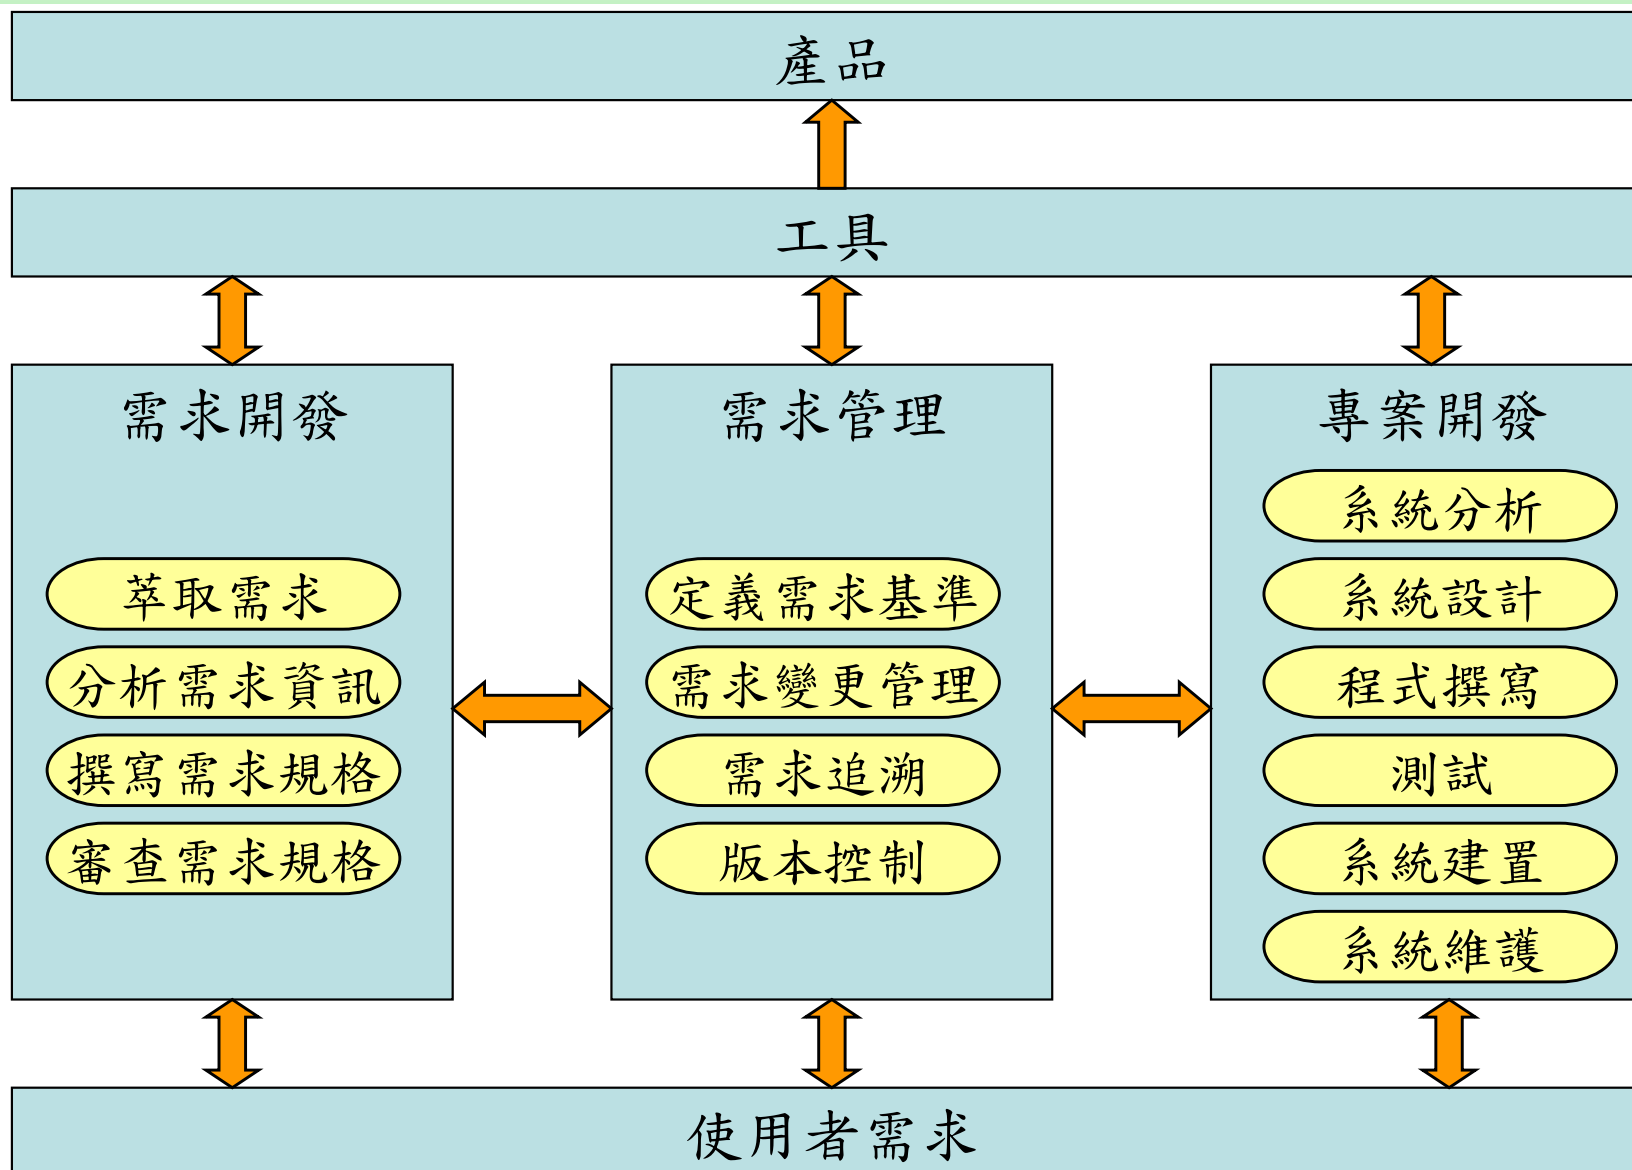 產品
工具
需求開發
萃取需求
分析需求資訊
撰寫需求規格
審查需求規格
需求管理
定義需求基準
需求變更管理
需求追溯
版本控制
專案開發
系統分析
系統設計
程式撰寫
測試
系統建置
系統維護
使用者需求